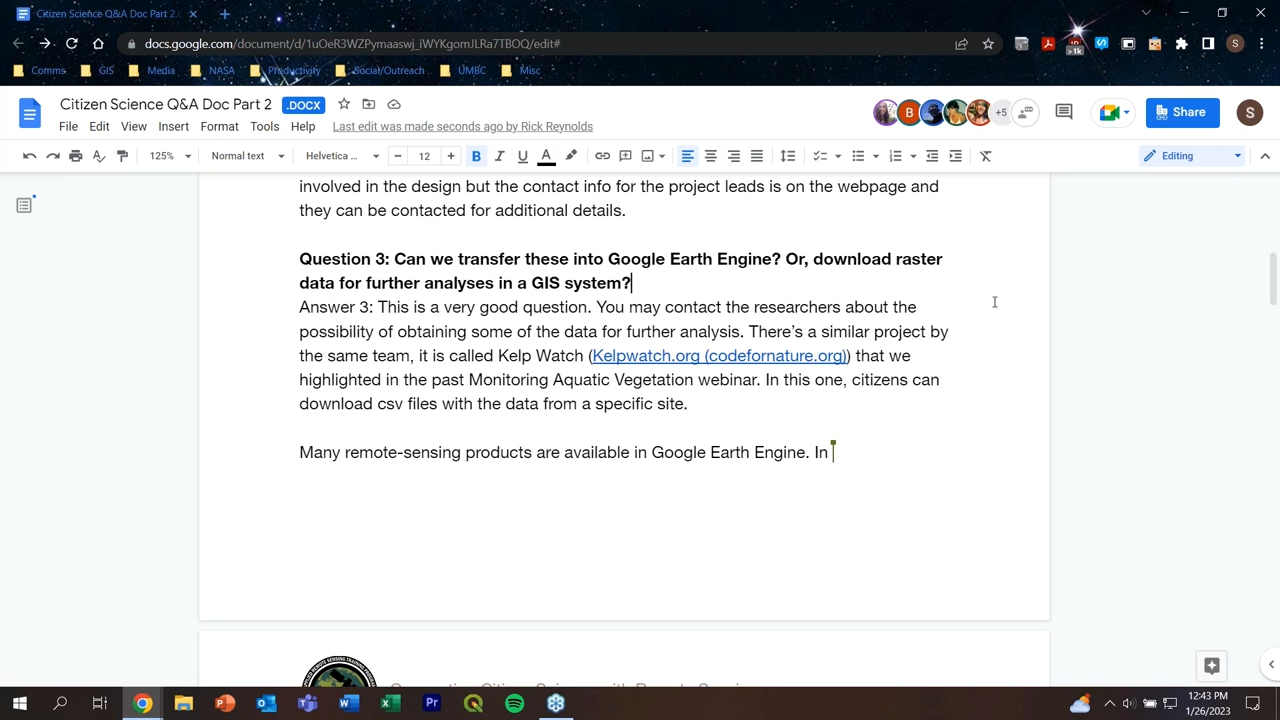 Citizen Science Q&A Doc Part 2.
docs.google.com/document/d/1uOeR3WZPymaaswj_iWYKgomJLRa7TBOQ/edit#
>1k
S
Comms GIS Media NASA Productivity Social/Outreach UMBC Misc
Citizen Science Q&A Doc Part 2 .DOCX
B +5 Share S
File Edit View Insert Format Tools Help Last edit was made seconds ago by Rick Reynolds
125% Normal text Helvetica ... 12 B I U A Editing
involved in the design but the contact info for the project leads is on the webpage and
they can be contacted for additional details.
Question 3: Can we transfer these into Google Earth Engine? Or, download raster
data for further analyses in a GIS system?
Answer 3: This is a very good question. You may contact the researchers about the
possibility of obtaining some of the data for further analysis. There's a similar project by
the same team, it is called Kelp Watch (Kelpwatch.org (codefornature.org)) that we
highlighted in the past Monitoring Aquatic Vegetation webinar. In this one, citizens can
download csv files with the data from a specific site.
Many remote-sensing products are available in Google Earth Engine. In
12:43 PM
1/26/2023